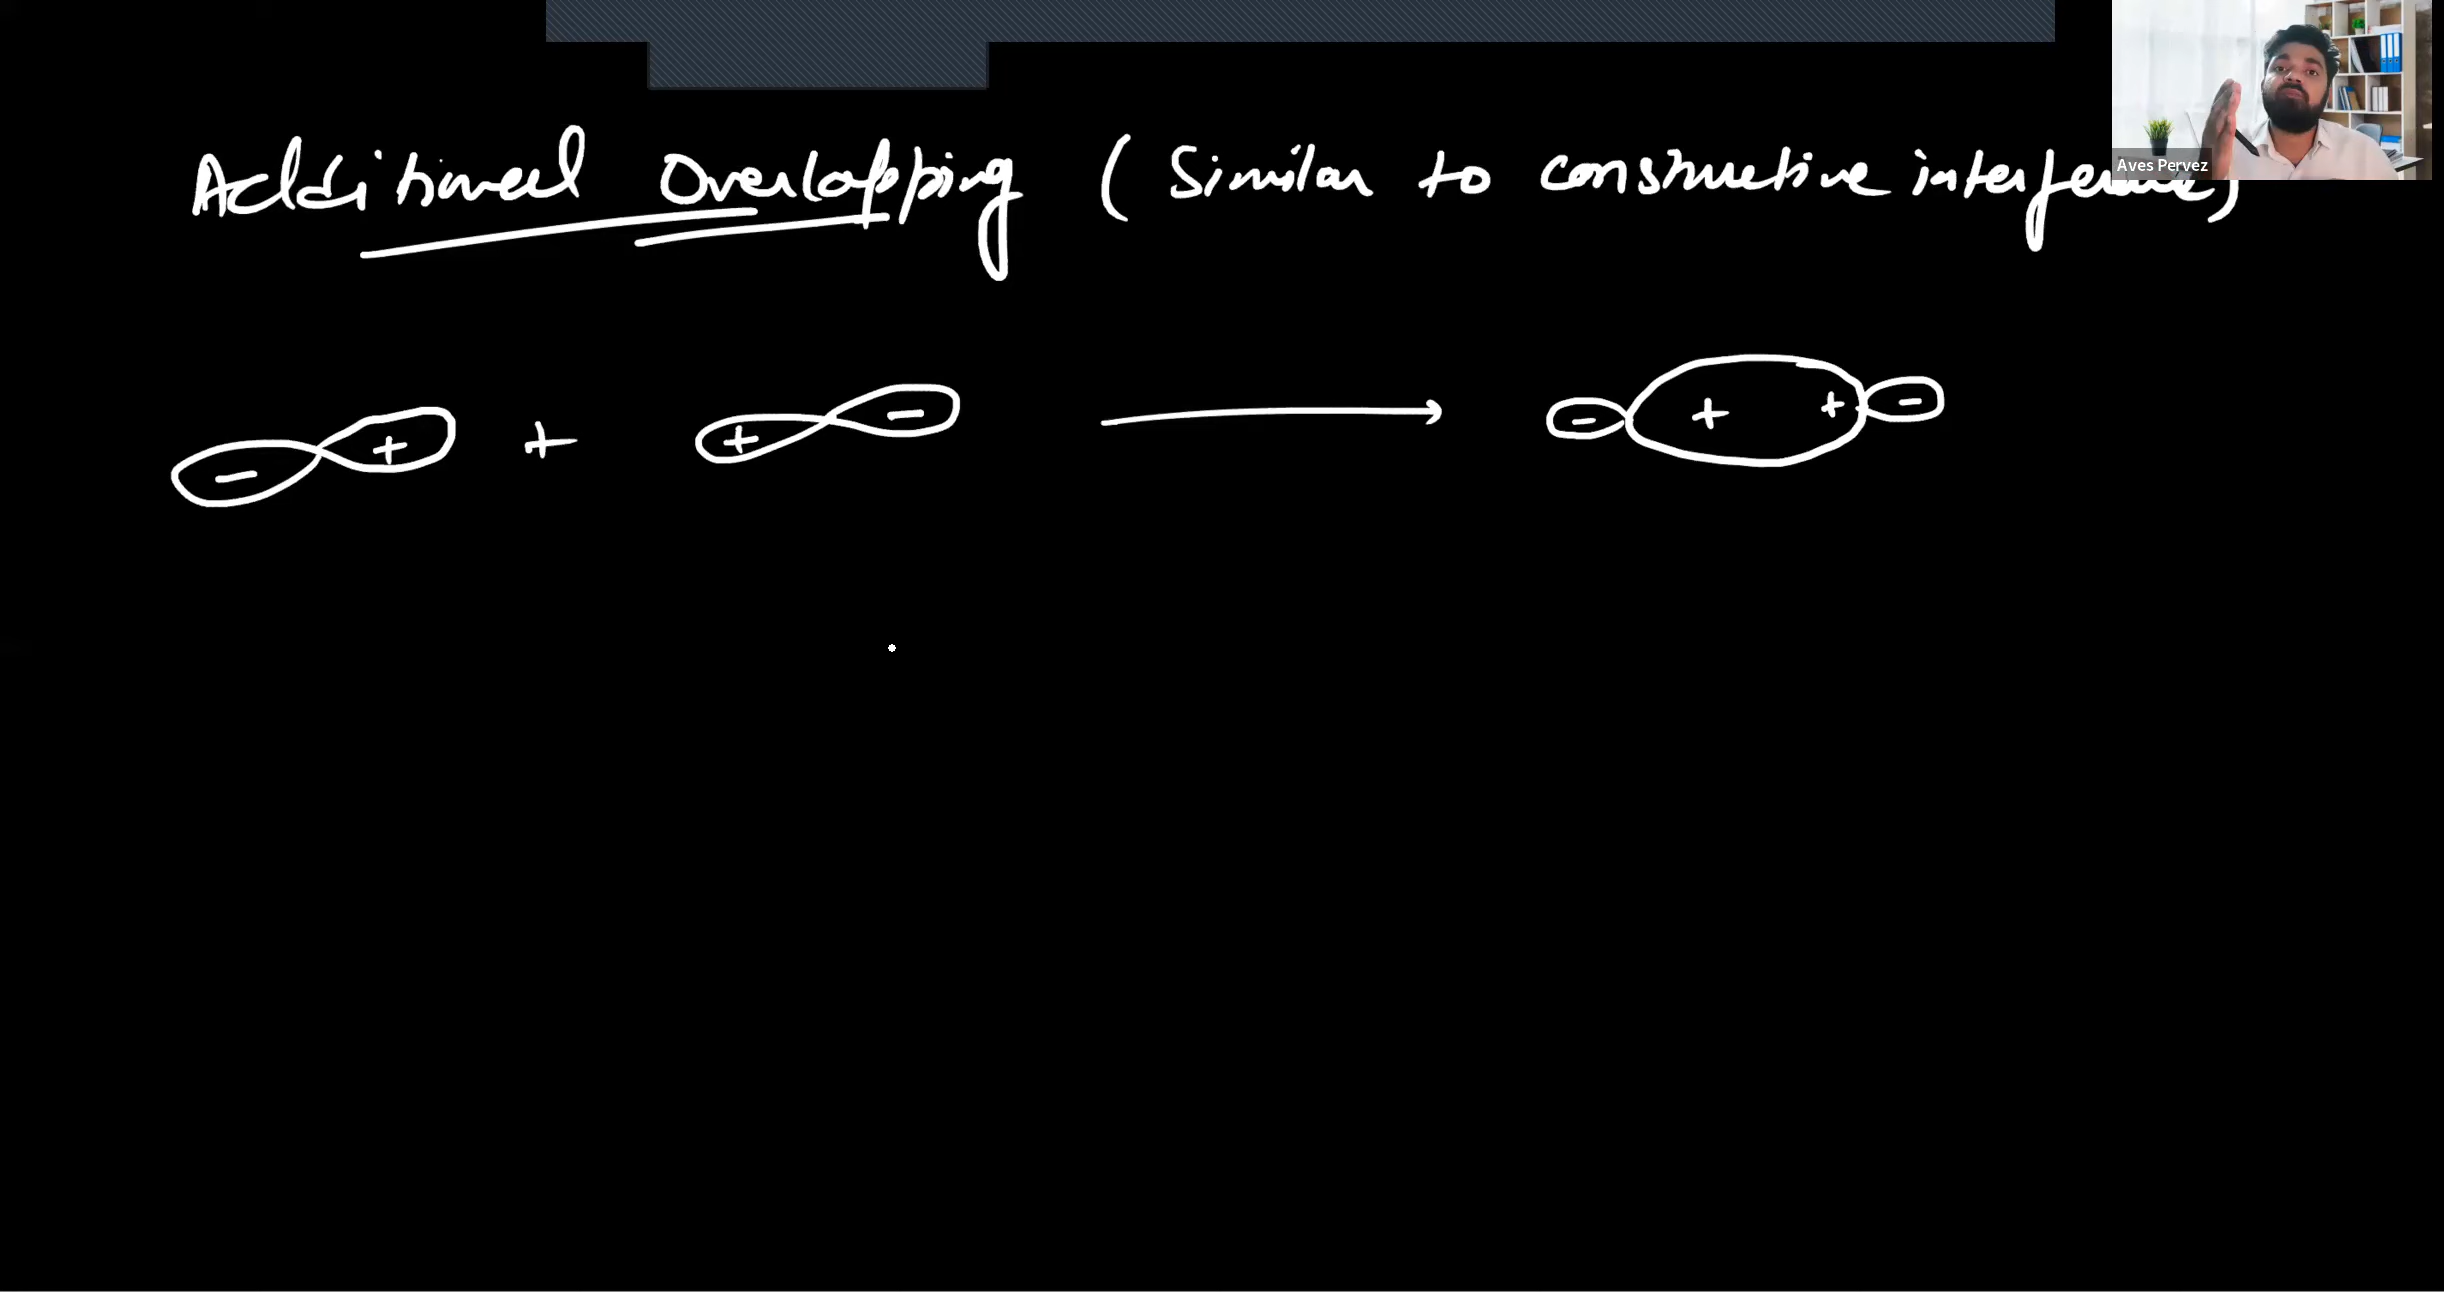 Additional Overlapping ( Similar to constructive interference)
Aves Pervez
- + + + - → - + + -